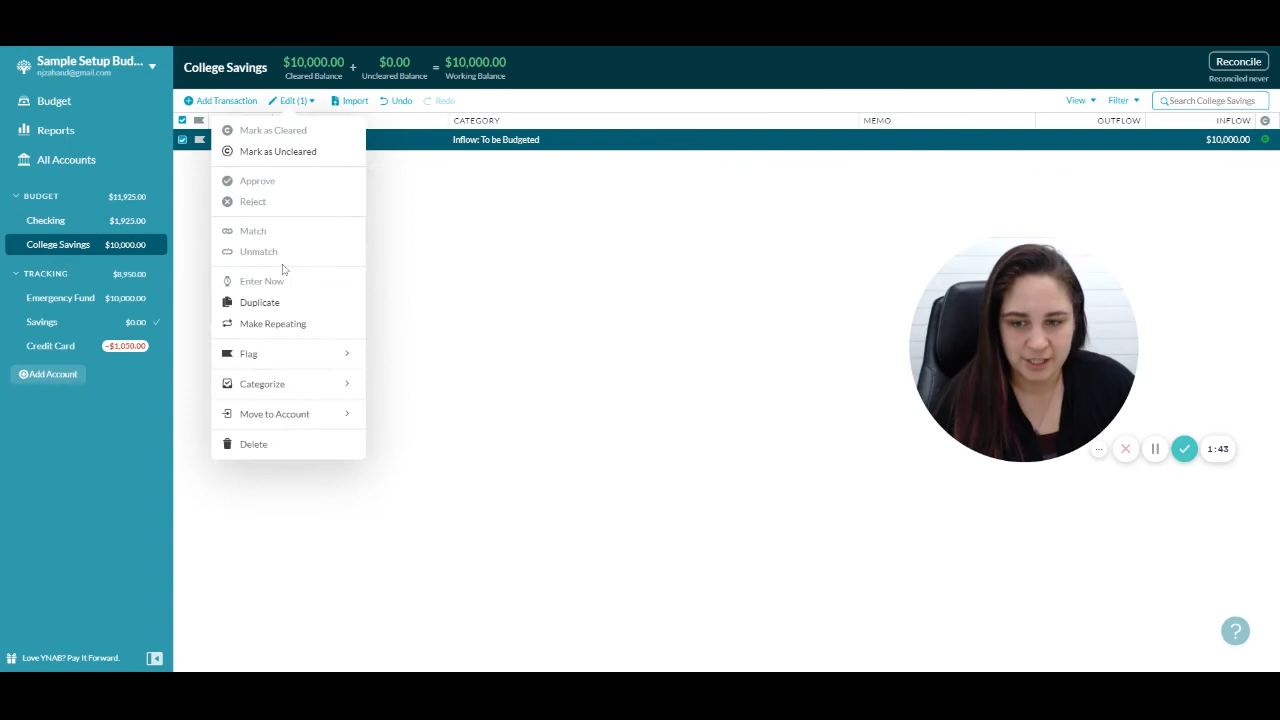 Sample Setup Bud...
njzahand@gmail.com
Budget
Reports
All Accounts
BUDGET $11,925.00
Checking $1,925.00
College Savings $10,000.00
TRACKING $8,950.00
Emergency Fund $10,000.00
Savings $0.00
Credit Card -$1,050.00
Add Account
Love YNAB? Pay It Forward.
College Savings
$10,000.00 + $0.00 = $10,000.00
Cleared Balance Uncleared Balance Working Balance
Reconcile
Reconciled never
Add Transaction Edit (1) Import Undo Redo View Filter Search College Savings
CATEGORY MEMO OUTFLOW INFLOW C
Inflow: To be Budgeted $10,000.00
Mark as Cleared
Mark as Uncleared
Approve
Reject
Match
Unmatch
Enter Now
Duplicate
Make Repeating
Flag
Categorize
Move to Account
Delete
1:43
?